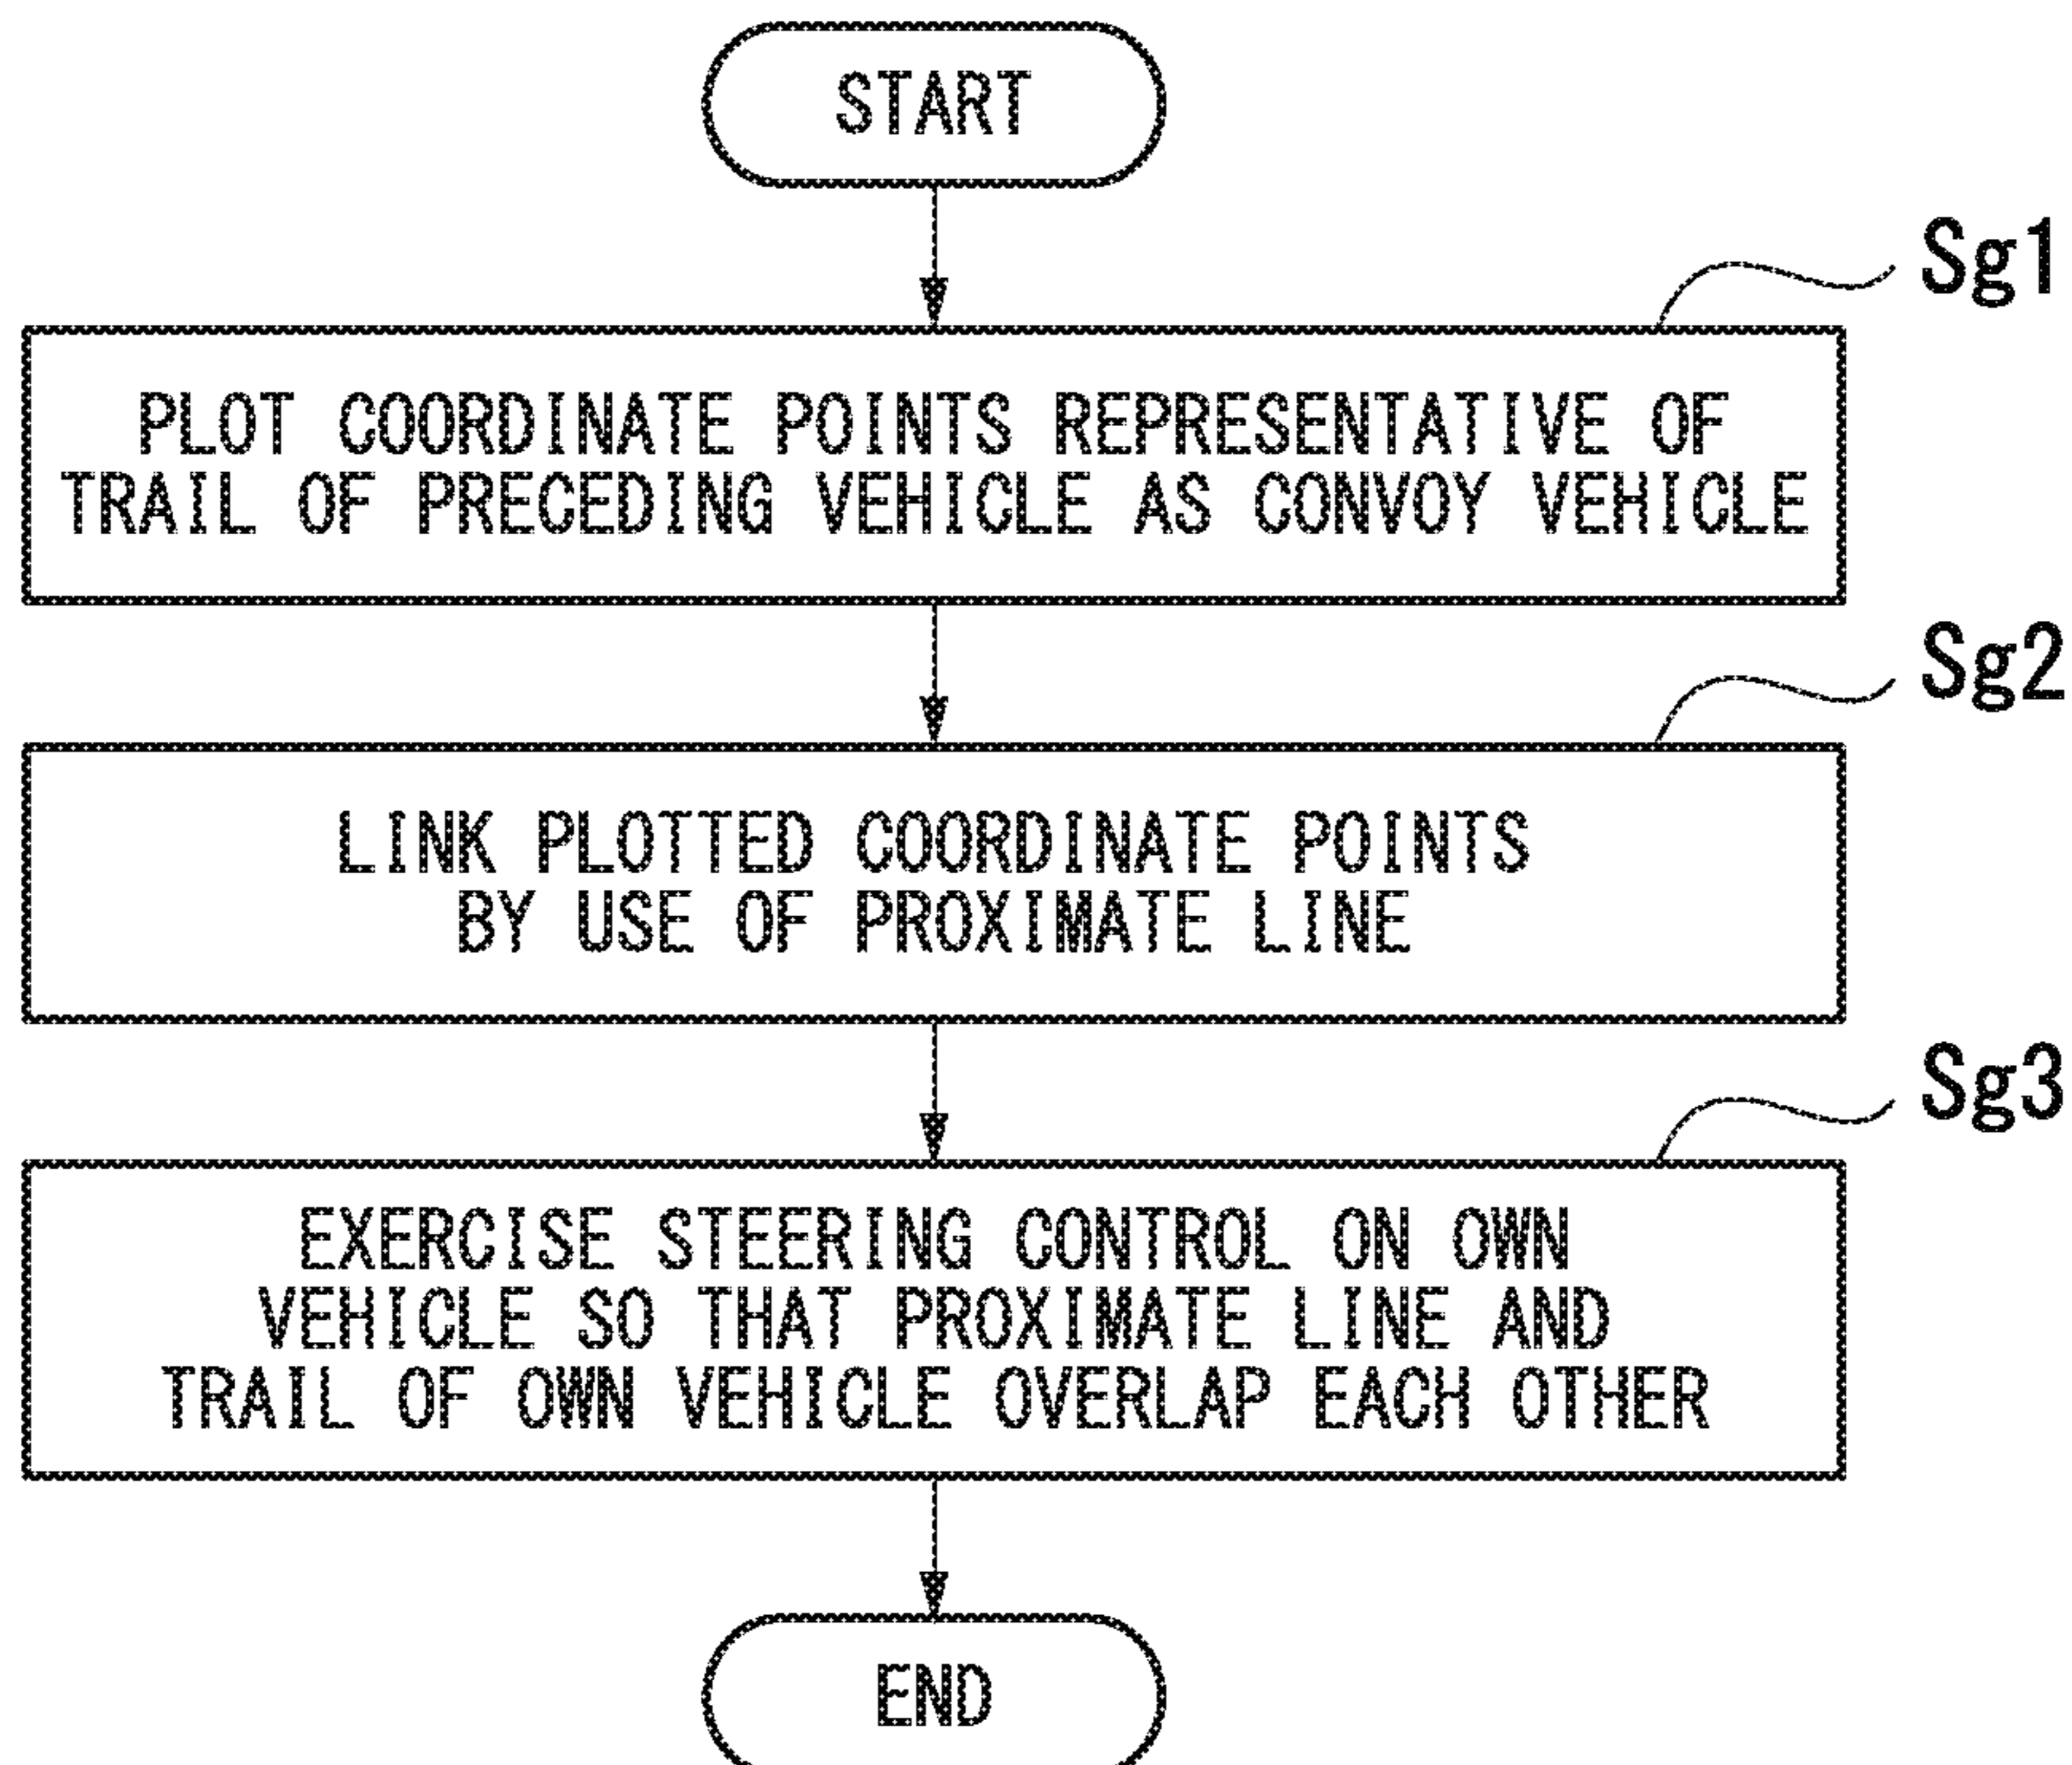 START
Sg1
PLOT COORDINATE POINTS REPRESENTATIVE OF
TRAIL OF PRECEDING VEHICLE AS CONVOY VEHICLE
Sg2
LINK PLOTTED COORDINATE POINTS
BY USE OF PROXIMATE LINE
Sg3
EXERCISE STEERING CONTROL ON OWN
VEHICLE SO THAT PROXIMATE LINE AND
TRAIL OF OWN VEHICLE OVERLAP EACH OTHER
END